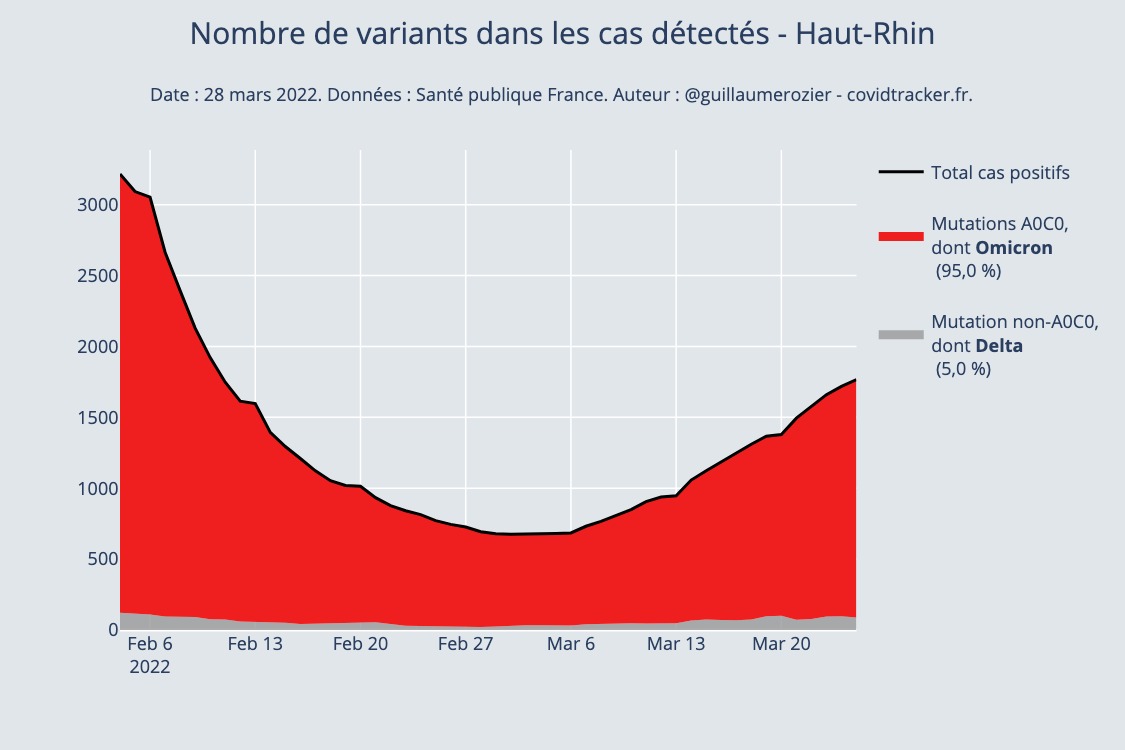 Nombre de variants dans les cas détectés - Haut-Rhin
Date : 28 mars 2022. Données : Santé publique France. Auteur : @guillaumerozier - covidtracker.fr.
Total cas positifs
Mutations A0C0,
dont Omicron
(95,0 %)
Mutation non-A0C0,
dont Delta
(5,0 %)
3000
2500
2000
1500
1000
500
0
Feb 6 Feb 13 Feb 20 Feb 27 Mar 6 Mar 13 Mar 20
2022